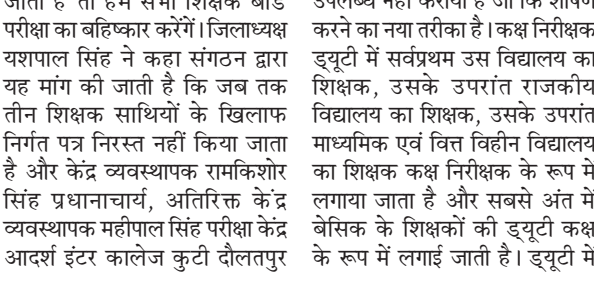 जाता है तो हम सभी शिक्षक बोर्ड
परीक्षा का बहिष्कार करेंगें। जिलाध्यक्ष
यशपाल सिंह ने कहा संगठन द्वारा
यह मांग की जाती है कि जब तक
तीन शिक्षक साथियों के खिलाफ
निर्गत पत्र निरस्त नहीं किया जाता
है और केंद्र व्यवस्थापक रामकिशोर
सिंह प्रधानाचार्य, अतिरिक्त केंद्र
व्यवस्थापक महीपाल सिंह परीक्षा केंद्र
आदर्श इंटर कालेज कुटी दौलतपुर
उपलब्ध नहीं कराया है जो कि शोषण
करने का नया तरीका है। कक्ष निरीक्षक
ड्यूटी में सर्वप्रथम उस विद्यालय का
शिक्षक, उसके उपरांत राजकीय
विद्यालय का शिक्षक, उसके उपरांत
माध्यमिक एवं वित्त विहीन विद्यालय
का शिक्षक कक्ष निरीक्षक के रूप में
लगाया जाता है और सबसे अंत में
बेसिक के शिक्षकों की ड्यूटी कक्ष
के रूप में लगाई जाती है। ड्यूटी में